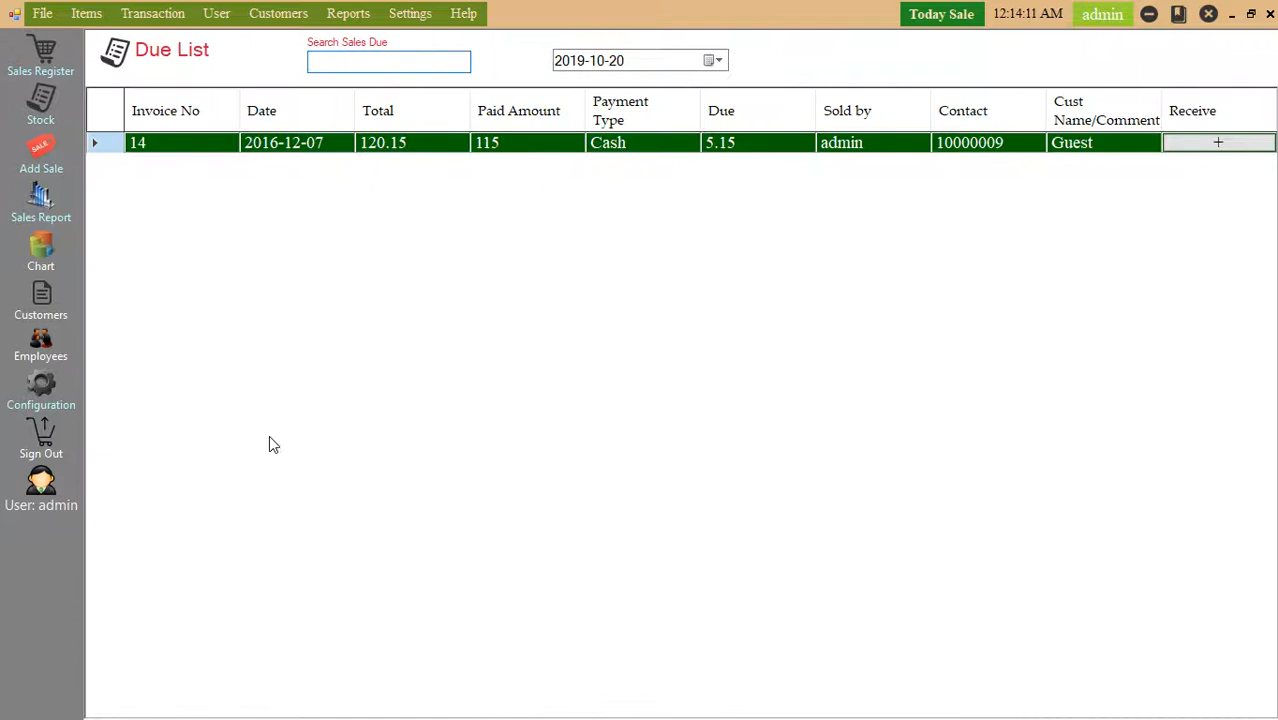 File Items Transaction User Customers Reports Settings Help Today Sale 12:14:11 AM admin
Sales Register
Stock
SALE
Add Sale
Sales Report
Chart
Customers
Employees
Configuration
Sign Out
User: admin
Due List
Search Sales Due
2019-10-20
Invoice No Date Total Paid Amount Payment Type Due Sold by Contact Cust Name/Comment Receive
14 2016-12-07 120.15 115 Cash 5.15 admin 10000009 Guest +